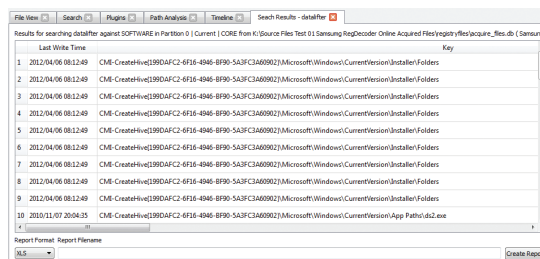 File View Search Plugins Path Analysis Timeline Seach Results - datalifter
Results for searching datalifter against SOFTWARE in Partition 0 | Current | CORE from K:\Source Files Test 01 Samsung RegDecoder Online Acquired Files\registryfiles\acquire_files.db ( Samsun
Last Write Time Key
1 2012/04/06 08:12:49 CMI-CreateHive{199DAFC2-6F16-4946-BF90-5A3FC3A60902}\Microsoft\Windows\CurrentVersion\Installer\Folders
2 2012/04/06 08:12:49 CMI-CreateHive{199DAFC2-6F16-4946-BF90-5A3FC3A60902}\Microsoft\Windows\CurrentVersion\Installer\Folders
3 2012/04/06 08:12:49 CMI-CreateHive{199DAFC2-6F16-4946-BF90-5A3FC3A60902}\Microsoft\Windows\CurrentVersion\Installer\Folders
4 2012/04/06 08:12:49 CMI-CreateHive{199DAFC2-6F16-4946-BF90-5A3FC3A60902}\Microsoft\Windows\CurrentVersion\Installer\Folders
5 2012/04/06 08:12:49 CMI-CreateHive{199DAFC2-6F16-4946-BF90-5A3FC3A60902}\Microsoft\Windows\CurrentVersion\Installer\Folders
6 2012/04/06 08:12:49 CMI-CreateHive{199DAFC2-6F16-4946-BF90-5A3FC3A60902}\Microsoft\Windows\CurrentVersion\Installer\Folders
7 2012/04/06 08:12:49 CMI-CreateHive{199DAFC2-6F16-4946-BF90-5A3FC3A60902}\Microsoft\Windows\CurrentVersion\Installer\Folders
8 2012/04/06 08:12:49 CMI-CreateHive{199DAFC2-6F16-4946-BF90-5A3FC3A60902}\Microsoft\Windows\CurrentVersion\Installer\Folders
9 2012/04/06 08:12:49 CMI-CreateHive{199DAFC2-6F16-4946-BF90-5A3FC3A60902}\Microsoft\Windows\CurrentVersion\Installer\Folders
10 2010/11/07 20:04:35 CMI-CreateHive{199DAFC2-6F16-4946-BF90-5A3FC3A60902}\Microsoft\Windows\CurrentVersion\App Paths\ds2.exe
Report Format Report Filename
XLS Create Repo